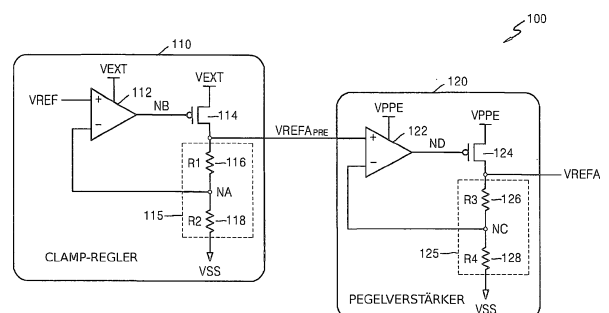 100
110
VEXT
112
VREF
+
−
NB
VEXT
114
R1
116
NA
115
R2
118
VSS
CLAMP-REGLER
VREFAPRE
120
VPPE
122
+
−
ND
VPPE
124
VREFA
R3
126
NC
125
R4
128
VSS
PEGELVERSTÄRKER